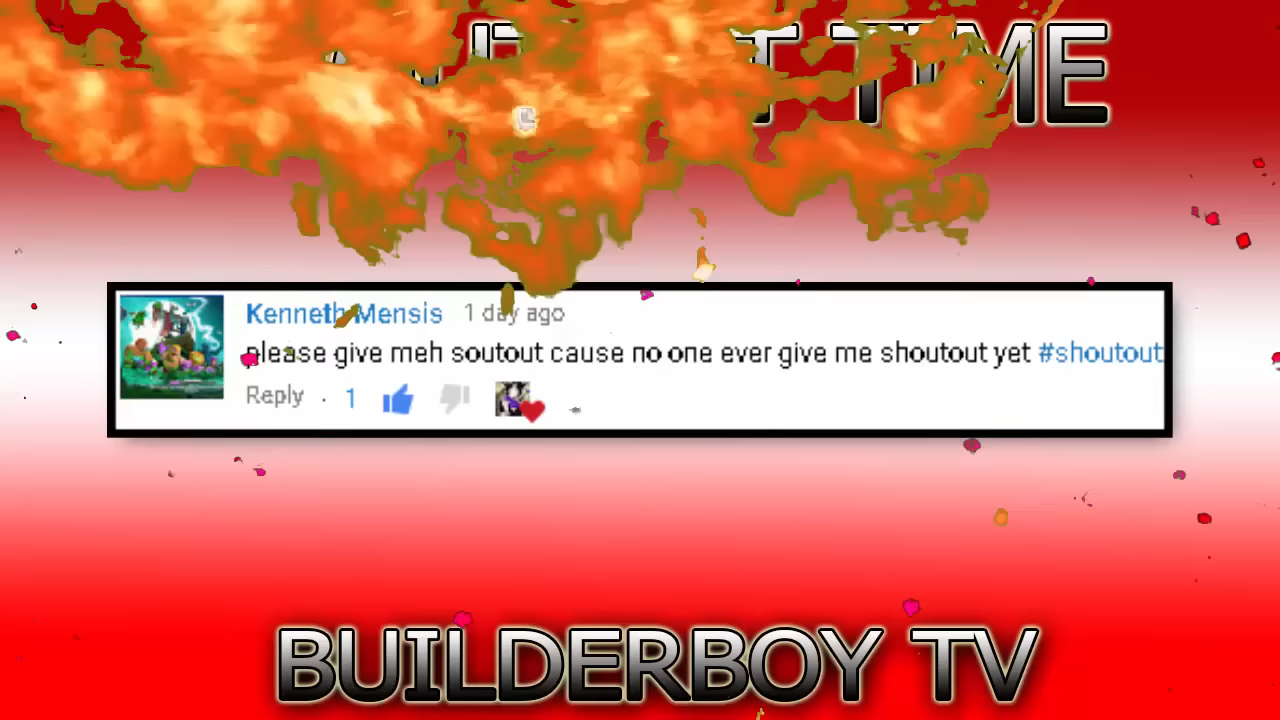 TIME
Kenneth Mensis 1 day ago
please give meh soutout cause no one ever give me shoutout yet #shoutout
Reply · 1
BUILDERBOY TV